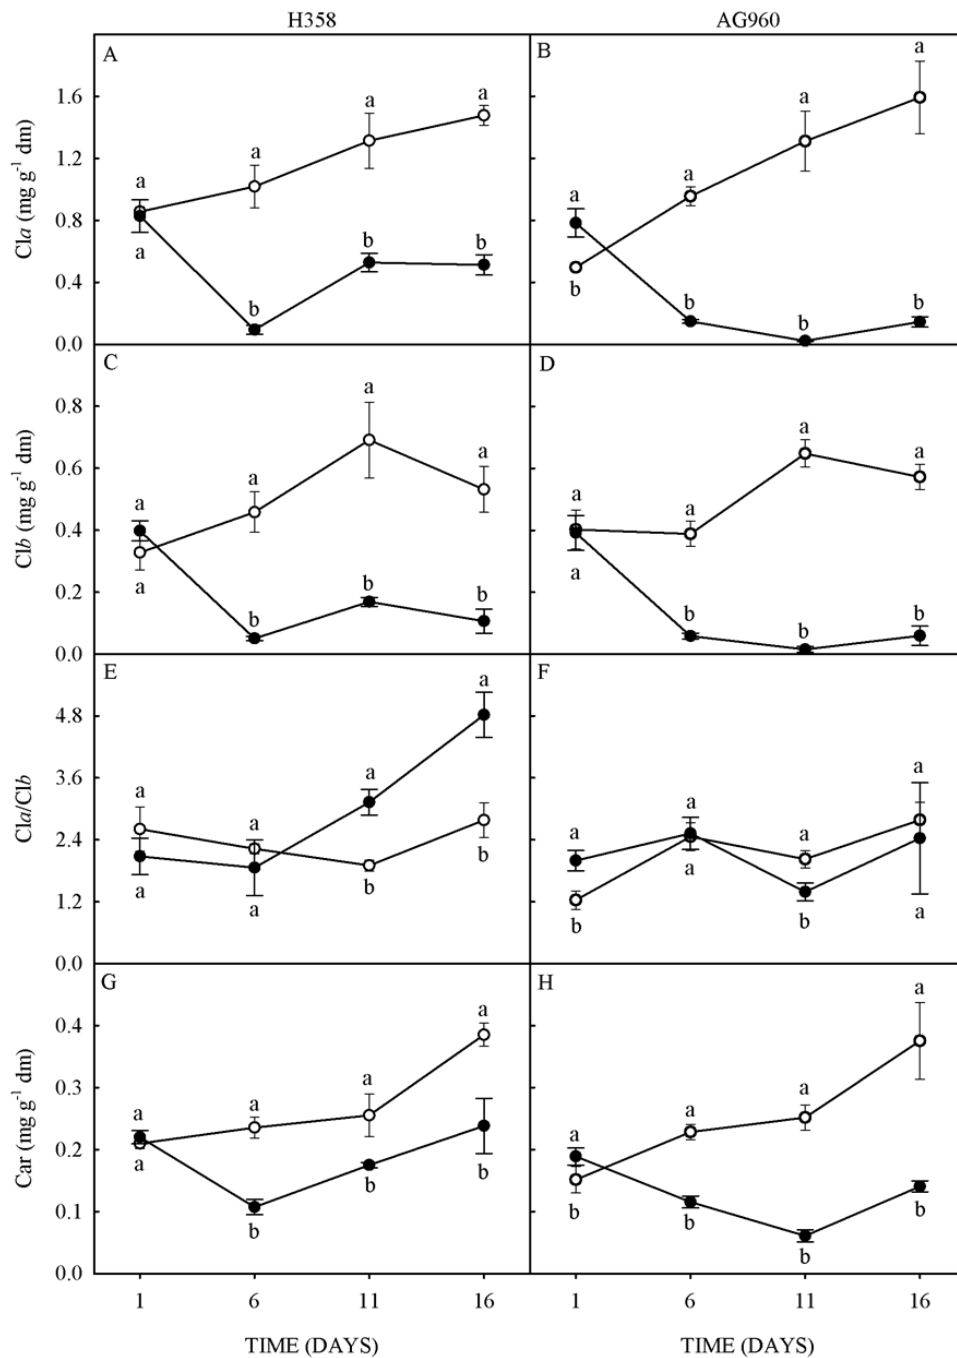 H358 AG960
A B
Cla (mg g-1 dm)
1.6
1.2
0.8
0.4
0.0
a a a a
a b b b
a a a
b b b b
C D
Clb (mg g-1 dm)
0.8
0.6
0.4
0.2
0.0
a a a a
a b b b
a a a a
a b b b
E F
Cla/Clb
4.8
3.6
2.4
1.2
0.0
a a a a
a a b b
a a a a
b a b a
G H
Car (mg g-1 dm)
0.4
0.3
0.2
0.1
0.0
a a a a
a b b b
a a a a
b b b b
1 6 11 16 1 6 11 16
TIME (DAYS) TIME (DAYS)